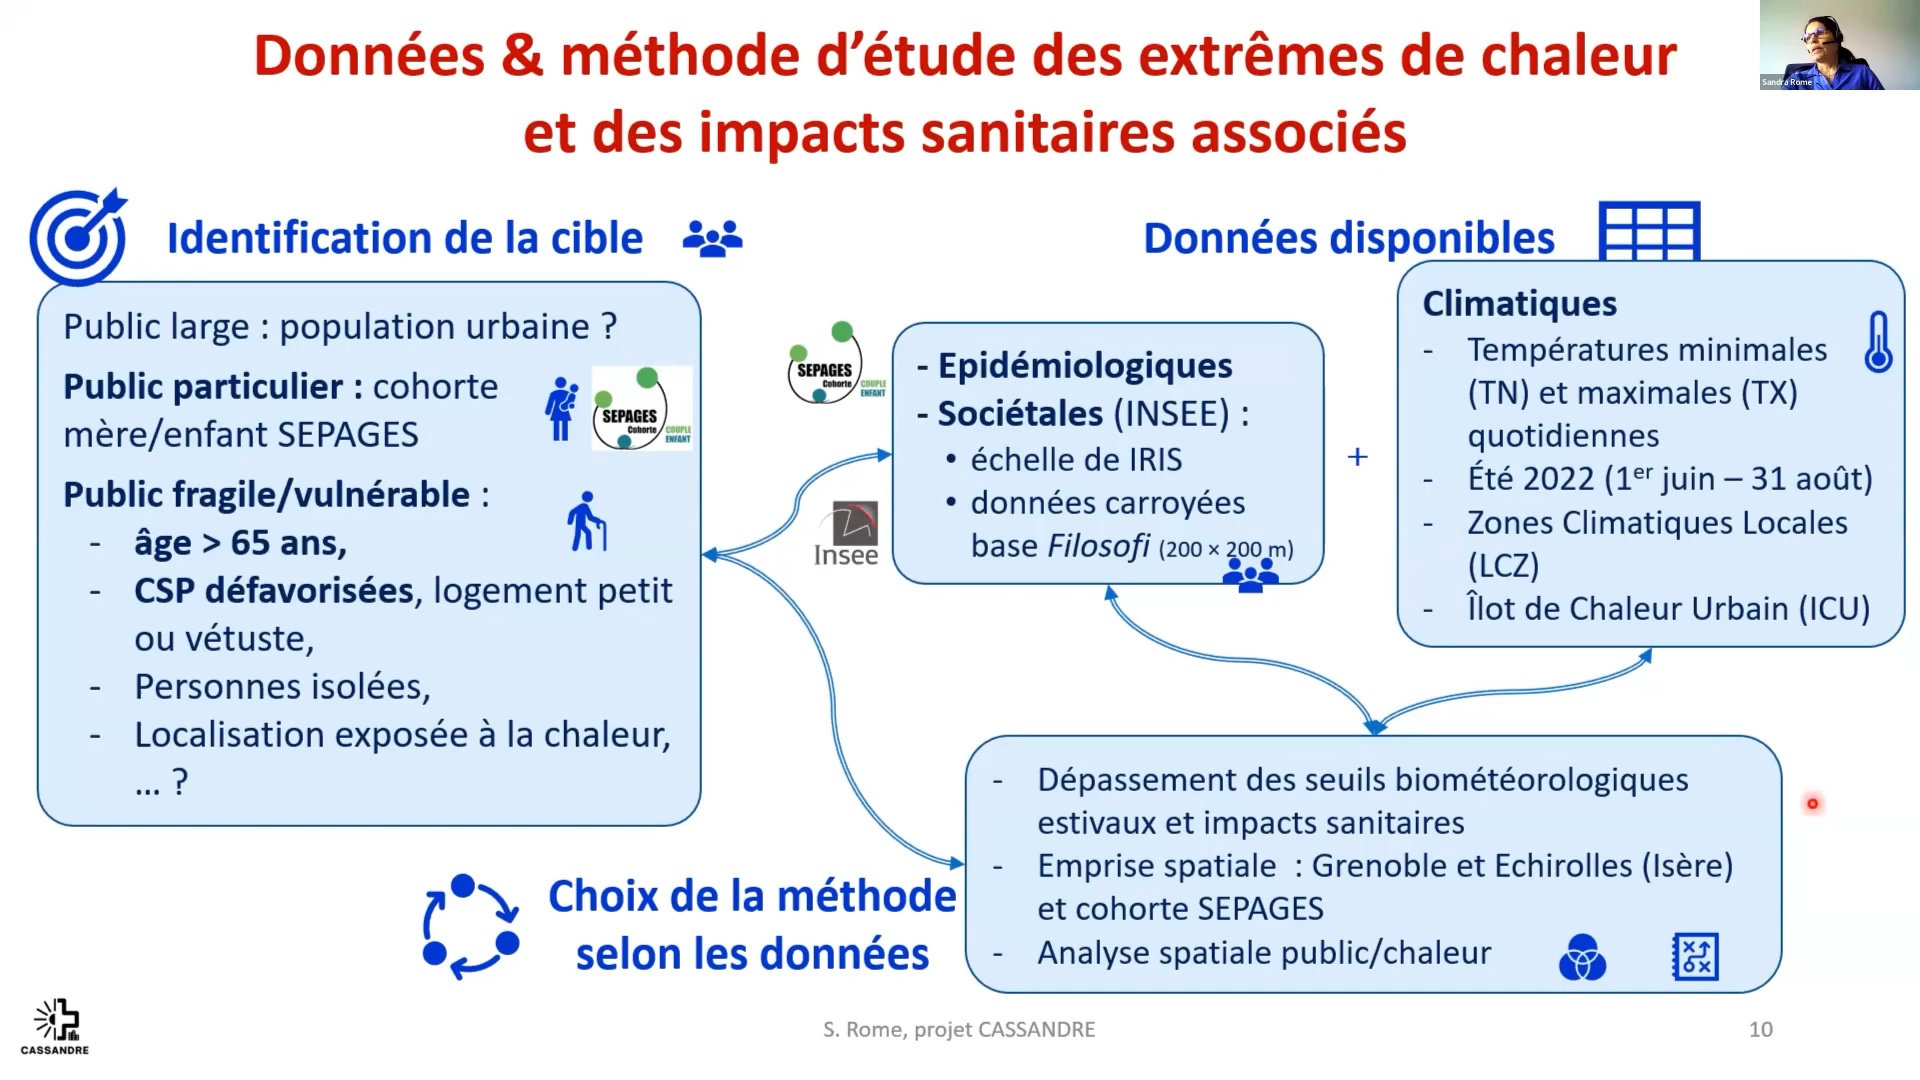 Données & méthode d’étude des extrêmes de chaleur
et des impacts sanitaires associés
Sandra Rome
Identification de la cible
Public large : population urbaine ?
Public particulier : cohorte
mère/enfant SEPAGES
SEPAGES
Cohorte
COUPLE
ENFANT
Public fragile/vulnérable :
- âge > 65 ans,
- CSP défavorisées, logement petit
ou vétuste,
- Personnes isolées,
- Localisation exposée à la chaleur,
... ?
Données disponibles
SEPAGES
Cohorte
COUPLE
ENFANT
Insee
- Epidémiologiques
- Sociétales (INSEE) :
• échelle de IRIS
• données carroyées
base Filosofi (200 × 200 m)
+
Climatiques
- Températures minimales
(TN) et maximales (TX)
quotidiennes
- Été 2022 (1er juin – 31 août)
- Zones Climatiques Locales
(LCZ)
- Îlot de Chaleur Urbain (ICU)
Choix de la méthode
selon les données
- Dépassement des seuils biométéorologiques
estivaux et impacts sanitaires
- Emprise spatiale : Grenoble et Echirolles (Isère)
et cohorte SEPAGES
- Analyse spatiale public/chaleur
CASSANDRE
S. Rome, projet CASSANDRE
10